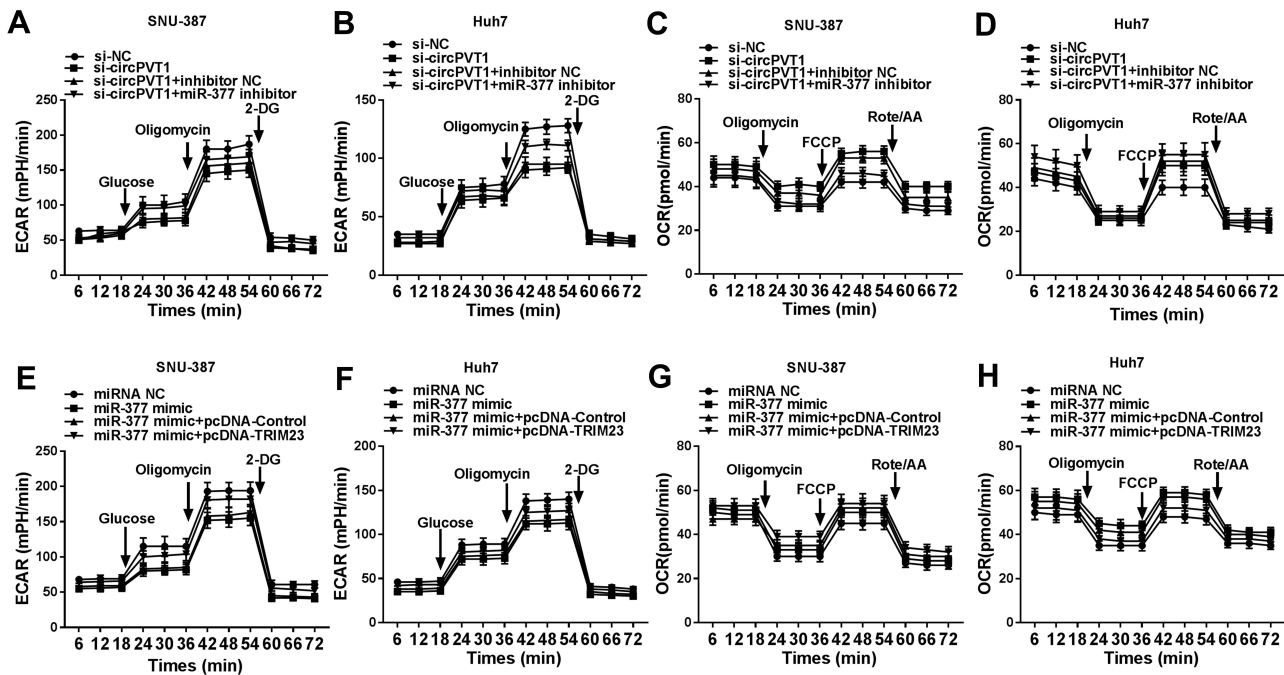 A
SNU-387
si-NC
si-circPVT1
si-circPVT1+inhibitor NC
si-circPVT1+miR-377 inhibitor
2-DG
Oligomycin
Glucose
ECAR (mPH/min)
250
200
150
100
50
0
6 12 18 24 30 36 42 48 54 60 66 72
Times (min)
B
Huh7
si-NC
si-circPVT1
si-circPVT1+inhibitor NC
si-circPVT1+miR-377 inhibitor
2-DG
Oligomycin
Glucose
ECAR (mPH/min)
150
100
50
0
6 12 18 24 30 36 42 48 54 60 66 72
Times (min)
C
SNU-387
si-NC
si-circPVT1
si-circPVT1+inhibitor NC
si-circPVT1+miR-377 inhibitor
Oligomycin
FCCP
Rote/AA
OCR(pmol/min)
80
60
40
20
0
6 12 18 24 30 36 42 48 54 60 66 72
Times (min)
D
Huh7
si-NC
si-circPVT1
si-circPVT1+inhibitor NC
si-circPVT1+miR-377 inhibitor
Oligomycin
FCCP
Rote/AA
OCR(pmol/min)
80
60
40
20
0
6 12 18 24 30 36 42 48 54 60 66 72
Times (min)
E
SNU-387
miRNA NC
miR-377 mimic
miR-377 mimic+pcDNA-Control
miR-377 mimic+pcDNA-TRIM23
2-DG
Oligomycin
Glucose
ECAR (mPH/min)
250
200
150
100
50
0
6 12 18 24 30 36 42 48 54 60 66 72
Times (min)
F
Huh7
miRNA NC
miR-377 mimic
miR-377 mimic+pcDNA-Control
miR-377 mimic+pcDNA-TRIM23
2-DG
Oligomycin
Glucose
ECAR (mPH/min)
200
150
100
50
0
6 12 18 24 30 36 42 48 54 60 66 72
Times (min)
G
SNU-387
miRNA NC
miR-377 mimic
miR-377 mimic+pcDNA-Control
miR-377 mimic+pcDNA-TRIM23
Oligomycin
FCCP
Rote/AA
OCR(pmol/min)
80
60
40
20
0
6 12 18 24 30 36 42 48 54 60 66 72
Times (min)
H
Huh7
miRNA NC
miR-377 mimic
miR-377 mimic+pcDNA-Control
miR-377 mimic+pcDNA-TRIM23
Oligomycin
FCCP
Rote/AA
OCR(pmol/min)
80
60
40
20
0
6 12 18 24 30 36 42 48 54 60 66 72
Times (min)